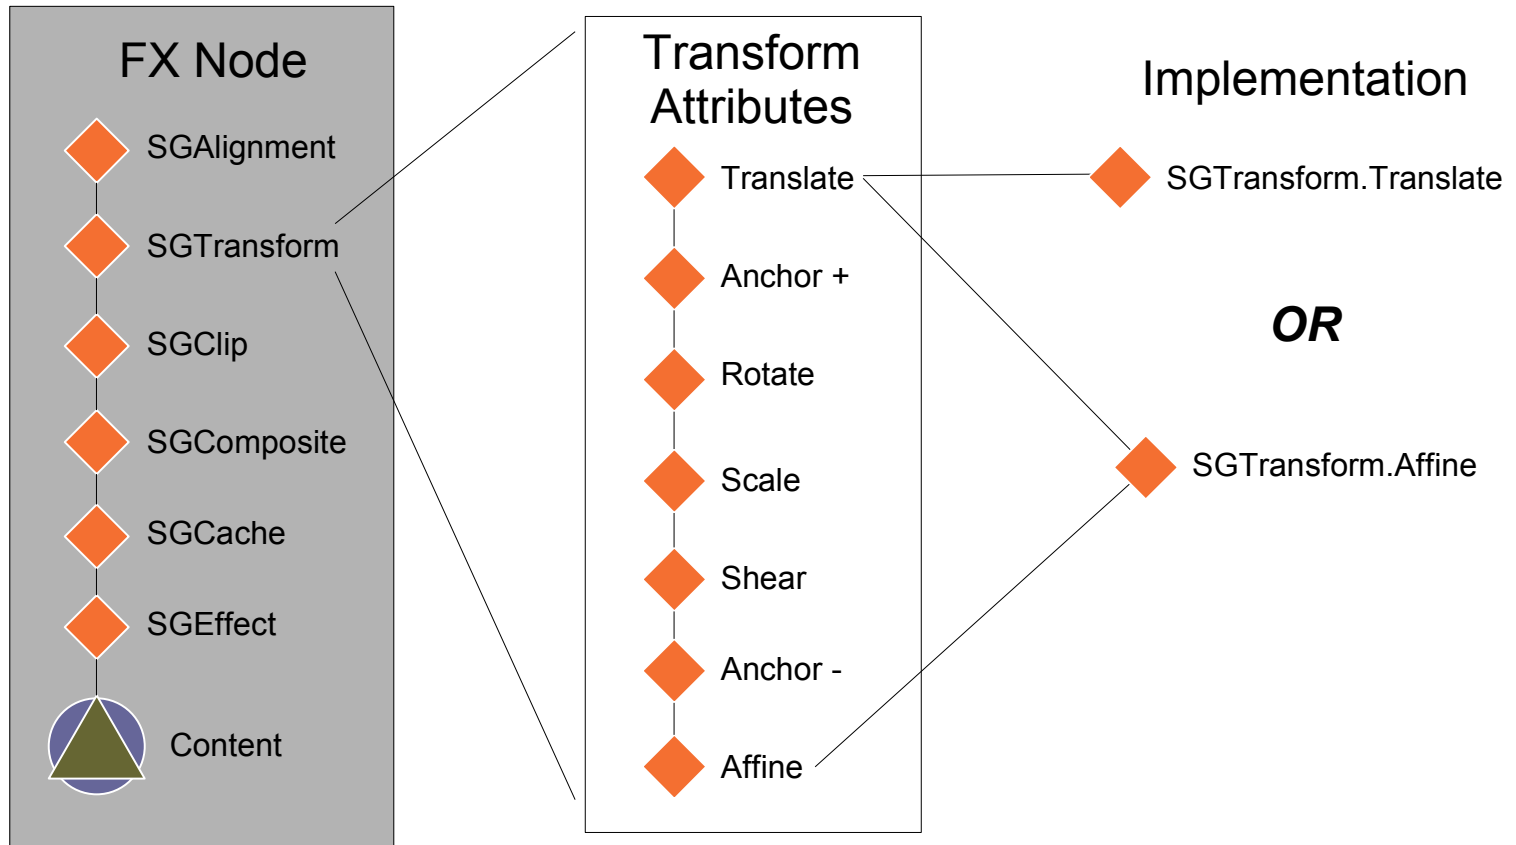 FX Node
SGAlignment
SGTransform
SGClip
SGComposite
SGCache
SGEffect
Content
Transform
Attributes
Translate
Anchor +
Rotate
Scale
Shear
Anchor -
Affine
Implementation
SGTransform.Translate
OR
SGTransform.Affine